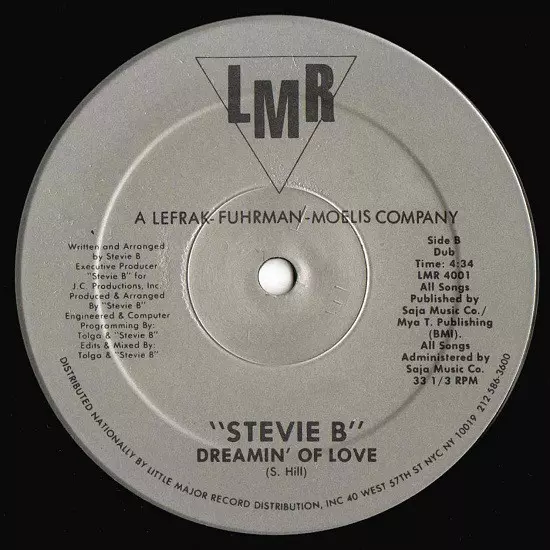 LMR
A LEFRAK-FUHRMAN-MOELIS COMPANY
Written and Arranged
by Stevie B
Executive Producer
"Stevie B" for
J.C. Productions, Inc.
Produced & Arranged
By "Stevie B"
Engineered & Computer
Programming By:
Tolga & "Stevie B"
Edits & Mixed By:
Tolga & "Stevie B"
Side B
Dub
Time: 4:34
LMR 4001
All Songs
Published by
Saja Music Co./
Mya T. Publishing
(BMI).
All Songs
Administered by
Saja Music Co.
33 1/3 RPM
"STEVIE B"
DREAMIN' OF LOVE
(S. Hill)
DISTRIBUTED NATIONALLY BY LITTLE MAJOR RECORD DISTRIBUTION, INC 40 WEST 57TH ST NYC NY 10019 212 586-3600